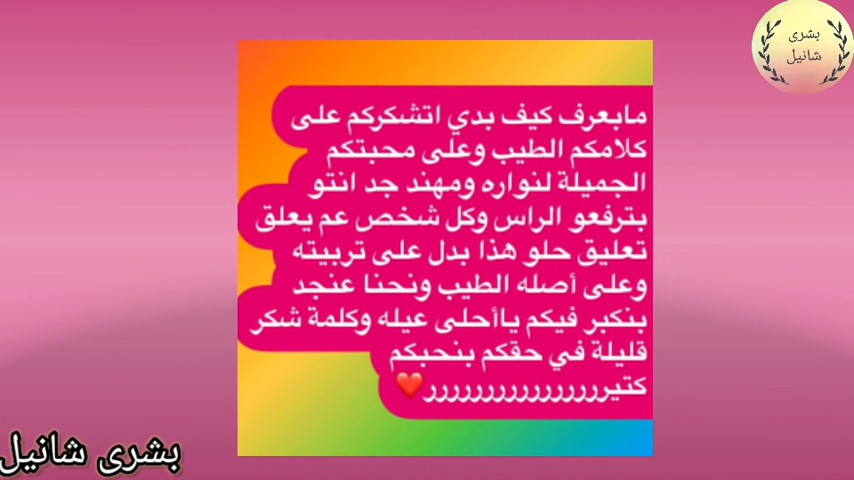 بشرى
شانيل
مابعرف كيف بدي اتشكركم على
كلامكم الطيب وعلى محبتكم
الجميلة لنواره ومهند جد انتو
بترفعو الراس وكل شخص عم يعلق
تعليق حلو هذا بدل على تربيته
وعلى أصله الطيب ونحنا عنجد
بنكبر فيكم ياأحلى عيله وكلمة شكر
قليلة في حقكم بنحبكم
كتيررررررررررررررررررر❤️
بشرى شانيل